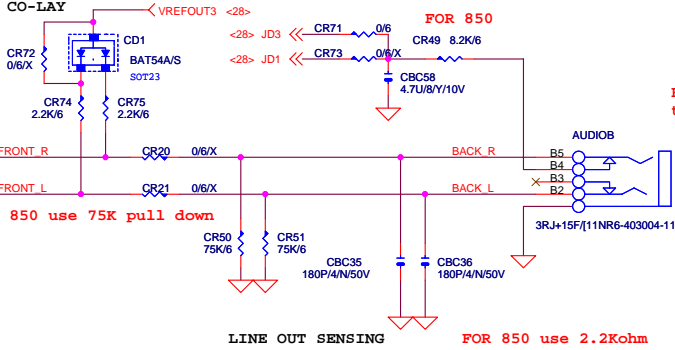 CO-LAY
VREFOUT3 <28>
CR72
0/6/X
CD1
BAT54A/S
SOT23
CR74
2.2K/6
CR75
2.2K/6
<28> JD3
CR71
0/6
<28> JD1
CR73
0/6/X
FOR 850
CR49 8.2K/6
CBC58
4.7U/8/Y/10V
AUDIOB
FRONT_R
CR20
0/6/X
BACK_R
B5
B4
B3
FRONT_L
CR21
0/6/X
BACK_L
B2
850 use 75K pull down
3RJ+15F/[11NR6-403004-11
CR50
75K/6
CR51
75K/6
CBC35
180P/4/N/50V
CBC36
180P/4/N/50V
LINE OUT SENSING
FOR 850 use 2.2Kohm